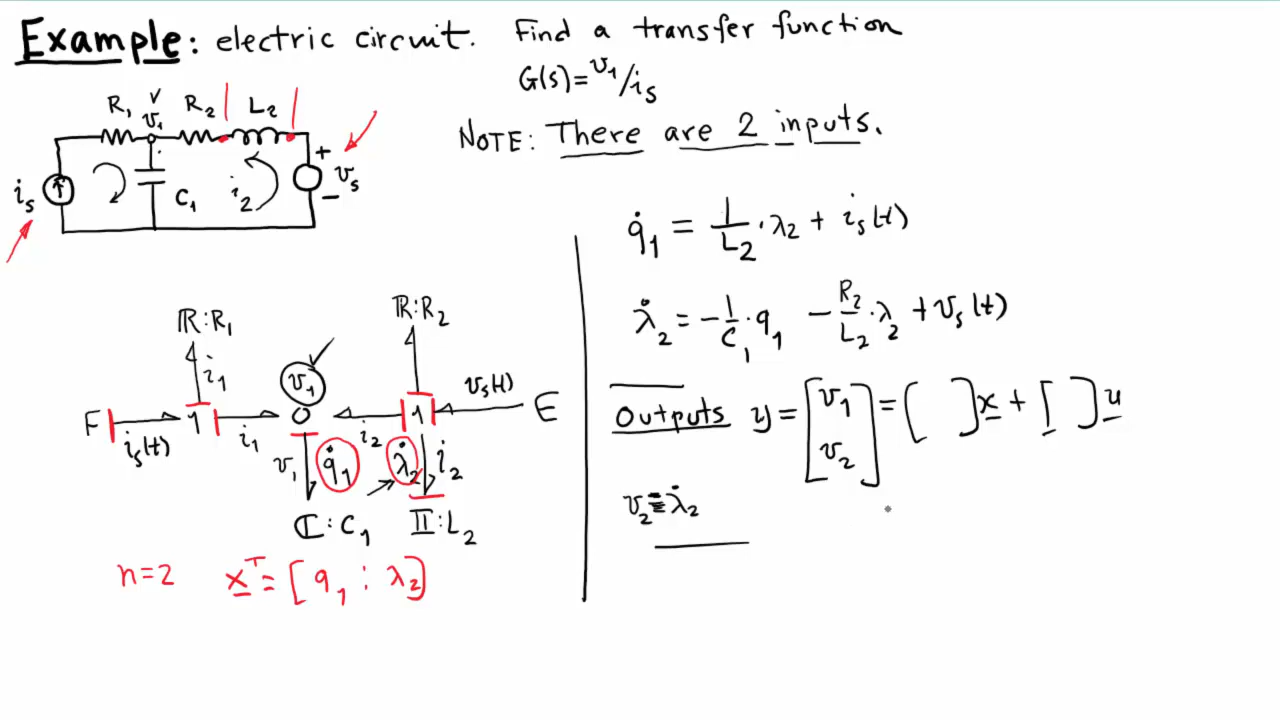 Example: electric circuit. Find a transfer function
G(s) = v₁/iₛ
NOTE: There are 2 inputs.
R₁ v₁ R₂ L₂
iₛ C₁ i₂ + vₛ −
q̇₁ = 1/L₂ · λ₂ + iₛ(t)
λ̇₂ = −1/C₁ · q₁ − R₂/L₂ · λ₂ + vₛ(t)
Outputs y = [v₁ v₂] = [ ] x + [ ] u
v₂ ≡ λ̇₂
ℝ:R₁ ℝ:R₂
i₁ v₁ vₛ(t)
F 1 0 1 E
iₛ(t) i₁ v₁ q̇₁ i₂ λ̇₂ i₂
ℂ:C₁ 𝕀:L₂
n=2 xᵀ = [q₁ : λ₂]